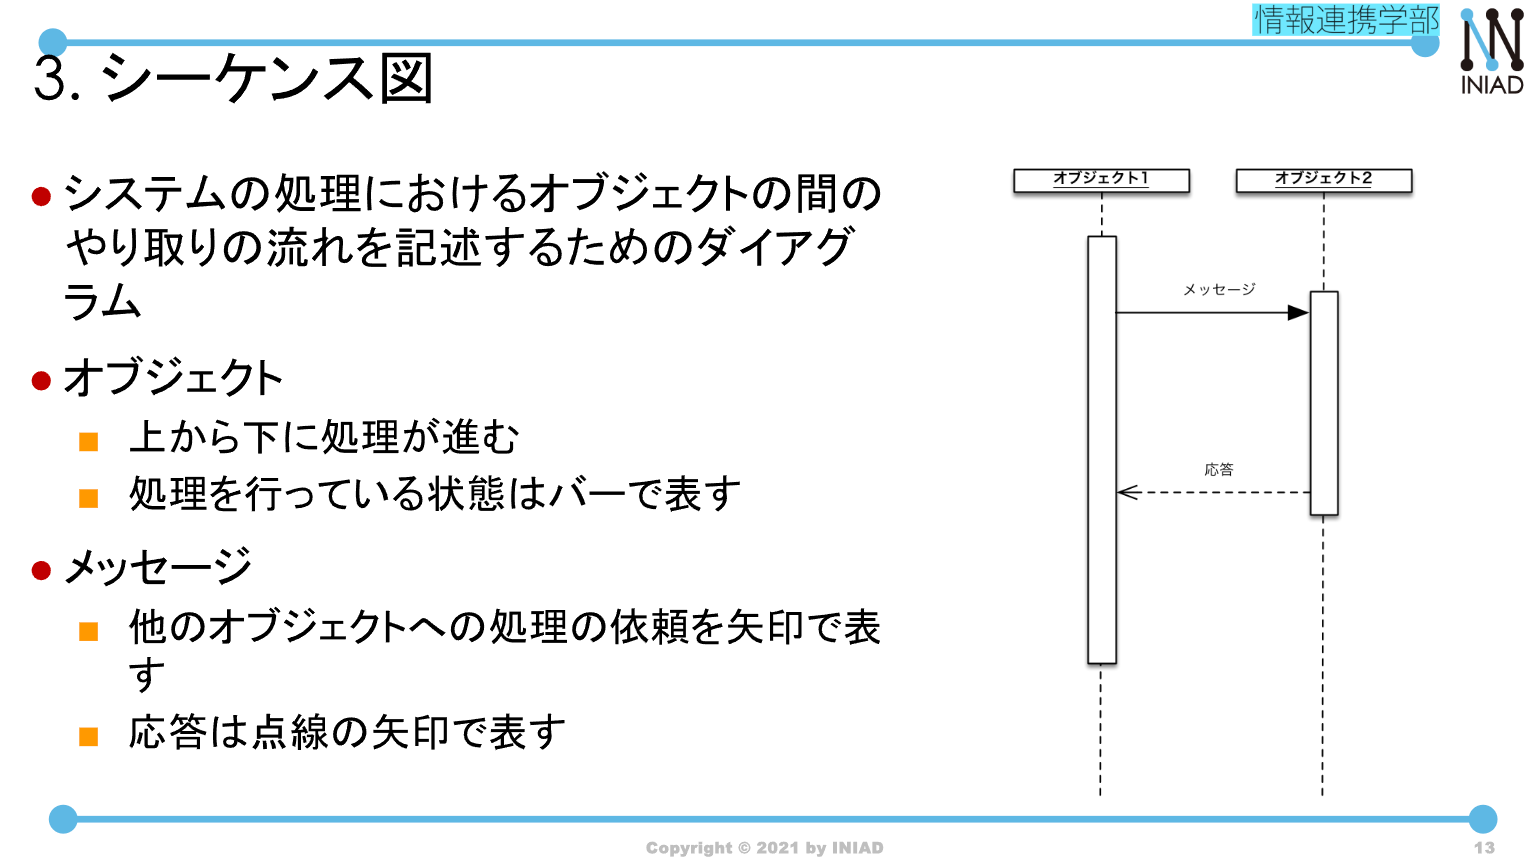 情報連携学部
INIAD
3. シーケンス図
システムの処理におけるオブジェクトの間の
やり取りの流れを記述するためのダイアグ
ラム
オブジェクト
上から下に処理が進む
処理を行っている状態はバーで表す
メッセージ
他のオブジェクトへの処理の依頼を矢印で表
す
応答は点線の矢印で表す
オブジェクト1
オブジェクト2
メッセージ
応答
Copyright © 2021 by INIAD
13